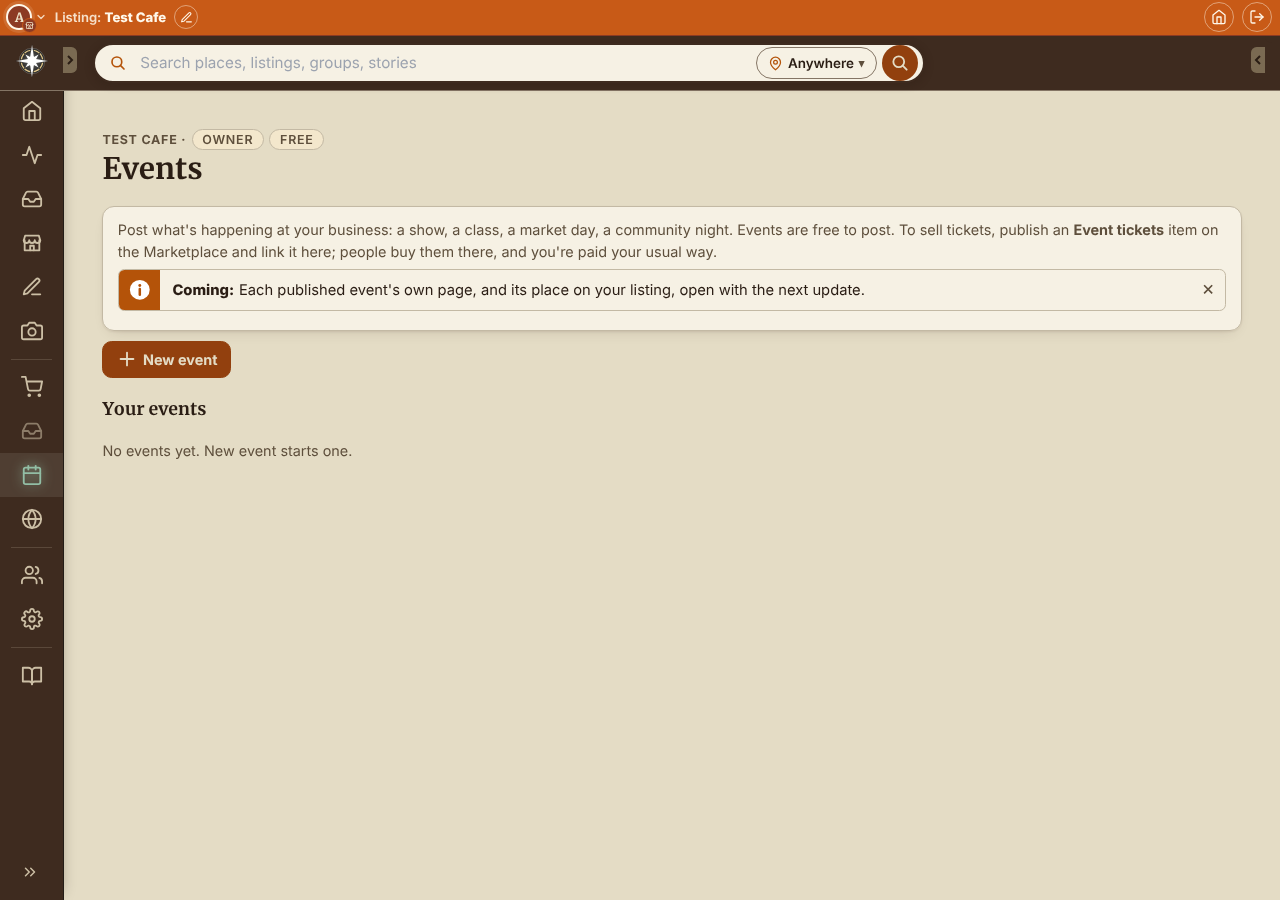 A
Listing: Test Cafe
Search places, listings, groups, stories
Anywhere ▾
TEST CAFE · OWNER FREE
Events
Post what's happening at your business: a show, a class, a market day, a community night. Events are free to post. To sell tickets, publish an Event tickets item on
the Marketplace and link it here; people buy them there, and you're paid your usual way.
Coming: Each published event's own page, and its place on your listing, open with the next update.
New event
Your events
No events yet. New event starts one.